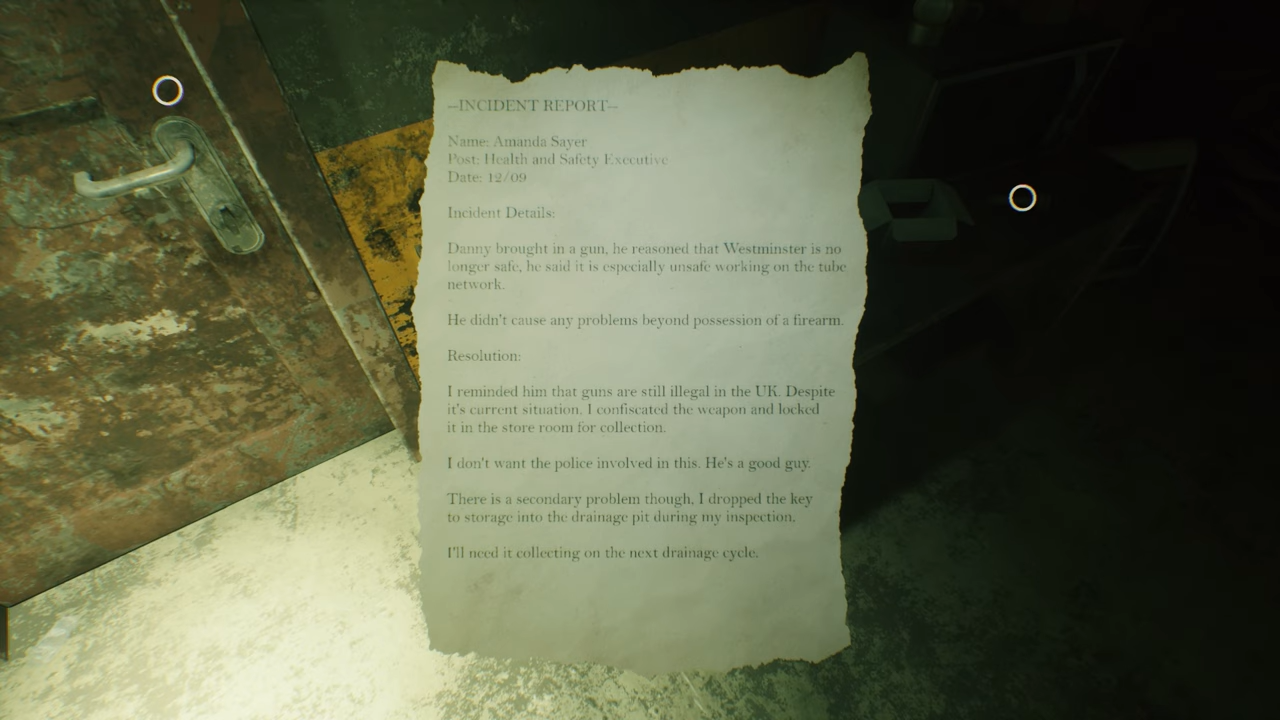 --INCIDENT REPORT--
Name: Amanda Sayer
Post: Health and Safety Executive
Date: 12/09
Incident Details:
Danny brought in a gun, he reasoned that Westminster is no
longer safe, he said it is especially unsafe working on the tube
network.
He didn't cause any problems beyond possession of a firearm.
Resolution:
I reminded him that guns are still illegal in the UK. Despite
it's current situation. I confiscated the weapon and locked
it in the store room for collection.
I don't want the police involved in this. He's a good guy.
There is a secondary problem though, I dropped the key
to storage into the drainage pit during my inspection.
I'll need it collecting on the next drainage cycle.